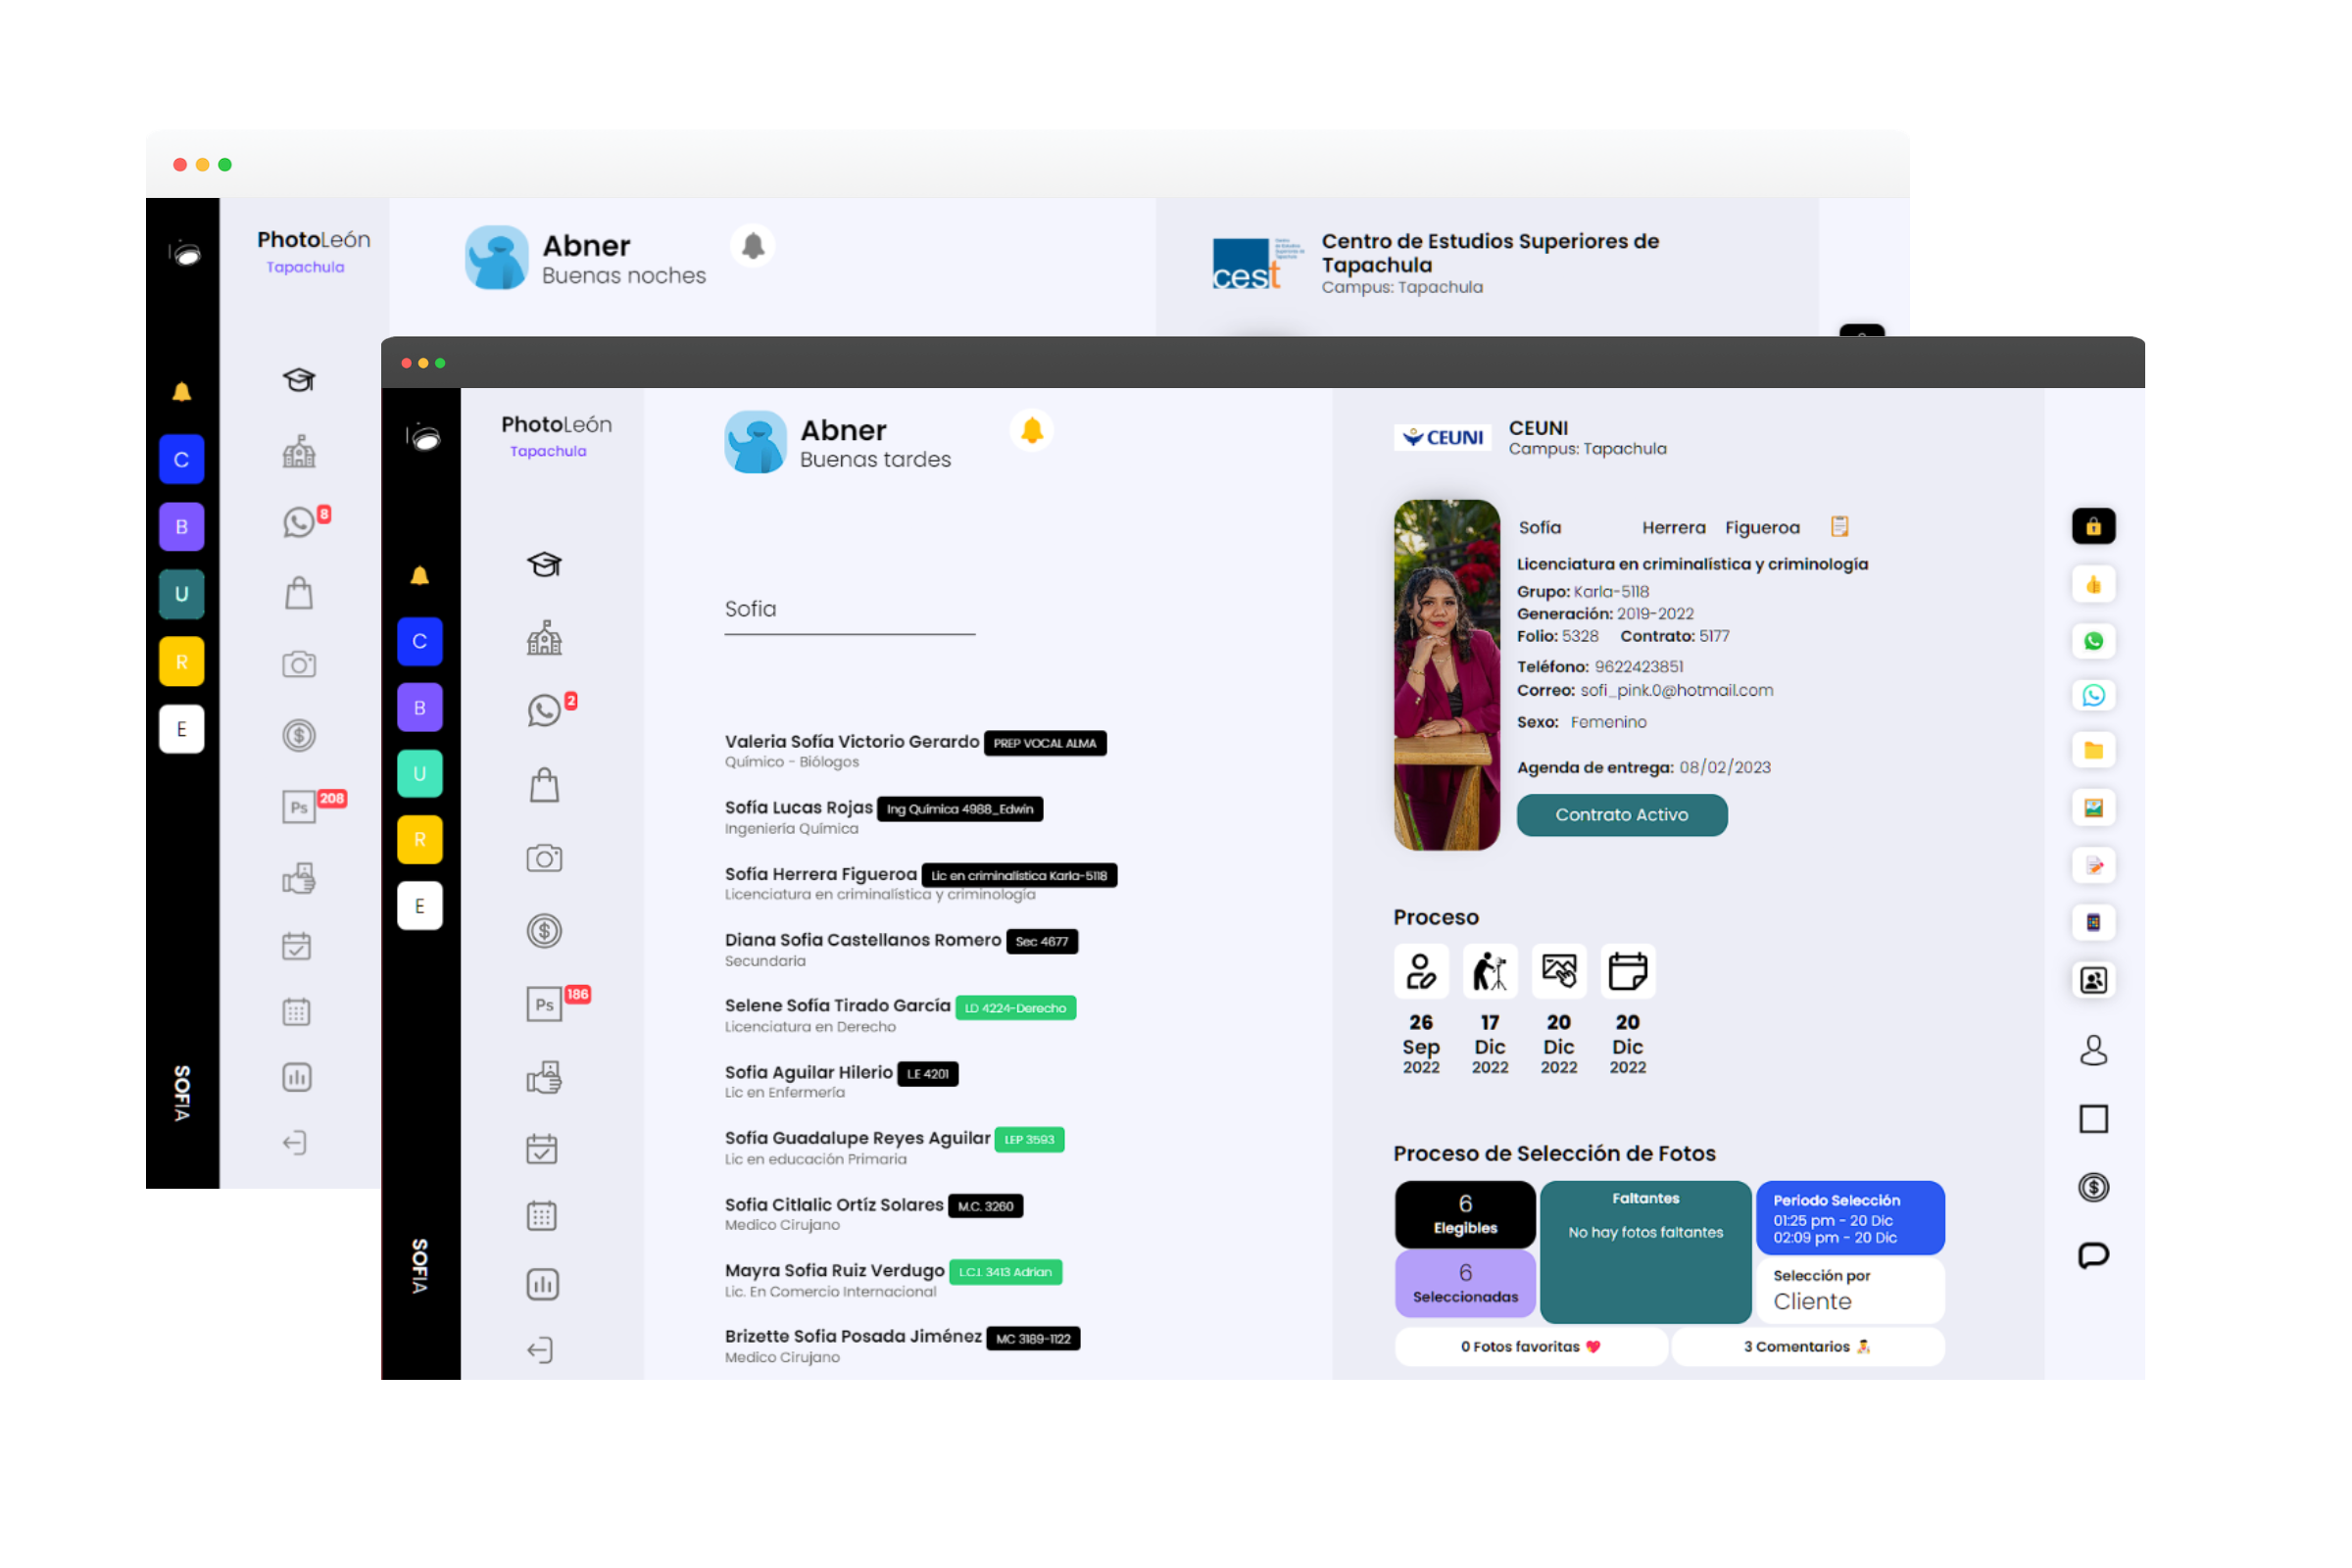 PhotoLeón
Tapachula
Abner
Buenas noches
cest
Centro de Estudios Superiores de
Tapachula
Campus: Tapachula
C
B
U
R
E
8
Ps
208
SOFIA
PhotoLeón
Tapachula
C
B
U
R
E
SOFIA
2
Ps
186
Abner
Buenas tardes
Sofia
Valeria Sofía Victorio Gerardo PREP VOCAL ALMA
Químico - Biólogos
Sofía Lucas Rojas Ing Química 4988_Edwin
Ingeniería Química
Sofía Herrera Figueroa Lic en criminalística Karla-5118
Licenciatura en criminalística y criminología
Diana Sofia Castellanos Romero Sec 4677
Secundaria
Selene Sofía Tirado García LD 4224-Derecho
Licenciatura en Derecho
Sofia Aguilar Hilerio LE 4201
Lic en Enfermería
Sofía Guadalupe Reyes Aguilar LEP 3593
Lic en educación Primaria
Sofia Citlalic Ortíz Solares M.C. 3260
Medico Cirujano
Mayra Sofia Ruiz Verdugo L.C.I. 3413 Adrian
Lic. En Comercio Internacional
Brizette Sofia Posada Jiménez MC 3189-1122
Medico Cirujano
CEUNI
CEUNI
Campus: Tapachula
Sofía Herrera Figueroa
Licenciatura en criminalística y criminología
Grupo: Karla-5118
Generación: 2019-2022
Folio: 5328 Contrato: 5177
Teléfono: 9622423851
Correo: sofi_pink.0@hotmail.com
Sexo: Femenino
Agenda de entrega: 08/02/2023
Contrato Activo
Proceso
26 17 20 20
Sep Dic Dic Dic
2022 2022 2022 2022
Proceso de Selección de Fotos
6
Elegibles
6
Seleccionadas
Faltantes
No hay fotos faltantes
Periodo Selección
01:25 pm - 20 Dic
02:09 pm - 20 Dic
Selección por
Cliente
0 Fotos favoritas 💖
3 Comentarios